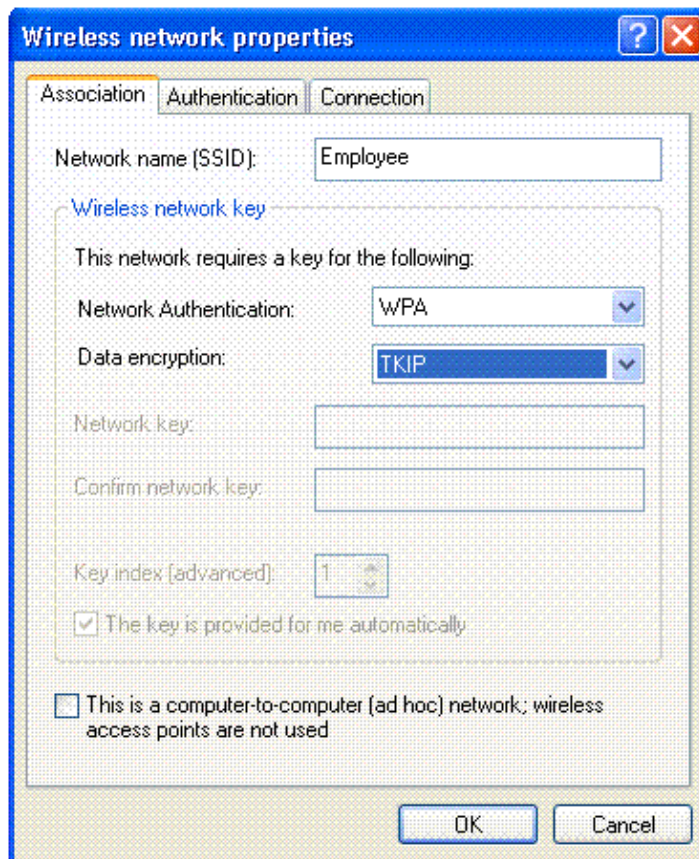 Wireless network properties
Association Authentication Connection
Network name (SSID): Employee
Wireless network key
This network requires a key for the following:
Network Authentication: WPA
Data encryption: TKIP
Network key:
Confirm network key:
Key index (advanced): 1
The key is provided for me automatically
This is a computer-to-computer (ad hoc) network; wireless
access points are not used
OK Cancel